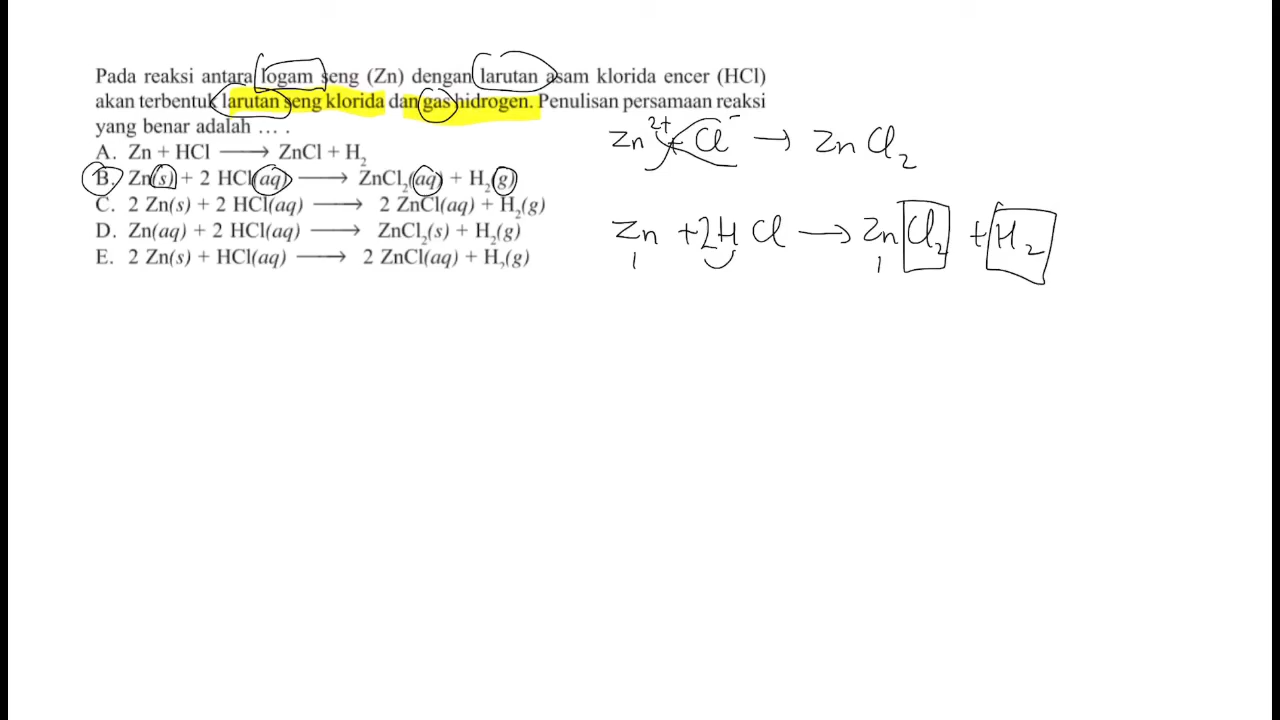 Pada reaksi antara logam seng (Zn) dengan larutan asam klorida encer (HCl)
akan terbentuk larutan seng klorida dan gas hidrogen. Penulisan persamaan reaksi
yang benar adalah ... .
A. Zn + HCl ⟶ ZnCl + H₂
B. Zn(s) + 2 HCl(aq) ⟶ ZnCl₂(aq) + H₂(g)
C. 2 Zn(s) + 2 HCl(aq) ⟶ 2 ZnCl(aq) + H₂(g)
D. Zn(aq) + 2 HCl(aq) ⟶ ZnCl₂(s) + H₂(g)
E. 2 Zn(s) + HCl(aq) ⟶ 2 ZnCl(aq) + H₂(g)
Zn²⁺ + Cl⁻ → ZnCl₂
Zn + 2HCl → ZnCl₂ + H₂
1 1